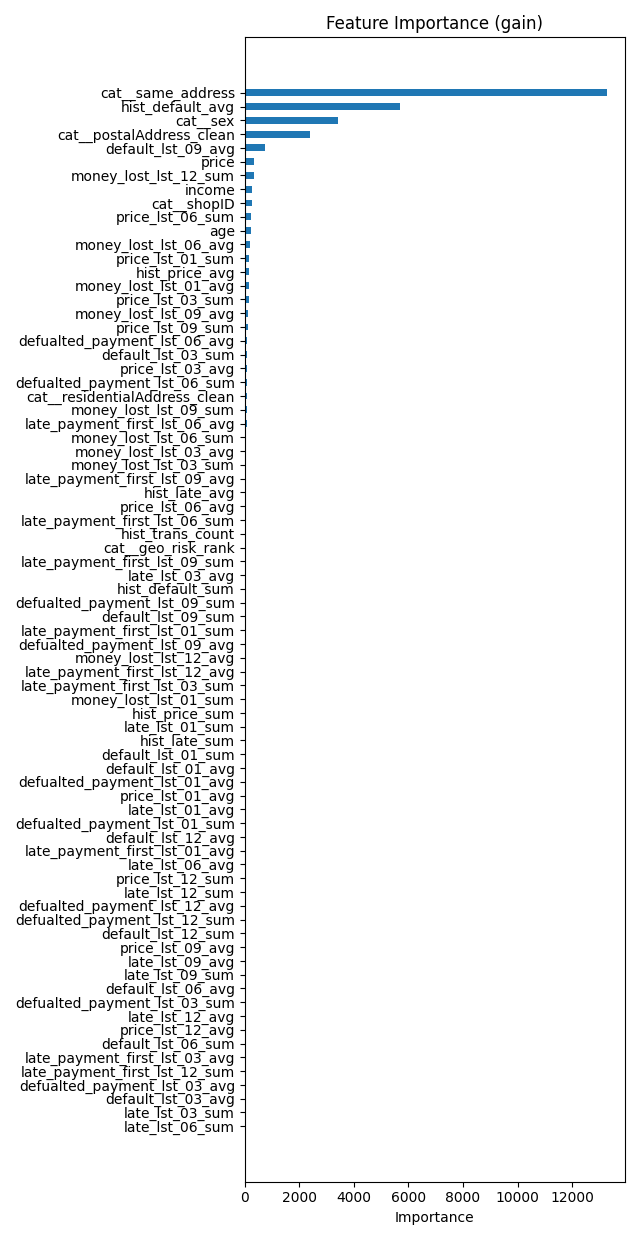 Feature Importance (gain)
cat__same_address
hist_default_avg
cat__sex
cat__postalAddress_clean
default_lst_09_avg
price
money_lost_lst_12_sum
income
cat__shopID
price_lst_06_sum
age
money_lost_lst_06_avg
price_lst_01_sum
hist_price_avg
money_lost_lst_01_avg
price_lst_03_sum
money_lost_lst_09_avg
price_lst_09_sum
defualted_payment_lst_06_avg
default_lst_03_sum
price_lst_03_avg
defualted_payment_lst_06_sum
cat__residentialAddress_clean
money_lost_lst_09_sum
late_payment_first_lst_06_avg
money_lost_lst_06_sum
money_lost_lst_03_avg
money_lost_lst_03_sum
late_payment_first_lst_09_avg
hist_late_avg
price_lst_06_avg
late_payment_first_lst_06_sum
hist_trans_count
cat__geo_risk_rank
late_payment_first_lst_09_sum
late_lst_03_avg
hist_default_sum
defualted_payment_lst_09_sum
default_lst_09_sum
late_payment_first_lst_01_sum
defualted_payment_lst_09_avg
money_lost_lst_12_avg
late_payment_first_lst_12_avg
late_payment_first_lst_03_sum
money_lost_lst_01_sum
hist_price_sum
late_lst_01_sum
hist_late_sum
default_lst_01_sum
default_lst_01_avg
defualted_payment_lst_01_avg
price_lst_01_avg
late_lst_01_avg
defualted_payment_lst_01_sum
default_lst_12_avg
late_payment_first_lst_01_avg
late_lst_06_avg
price_lst_12_sum
late_lst_12_sum
defualted_payment_lst_12_avg
defualted_payment_lst_12_sum
default_lst_12_sum
price_lst_09_avg
late_lst_09_avg
late_lst_09_sum
default_lst_06_avg
defualted_payment_lst_03_sum
late_lst_12_avg
price_lst_12_avg
default_lst_06_sum
late_payment_first_lst_03_avg
late_payment_first_lst_12_sum
defualted_payment_lst_03_avg
default_lst_03_avg
late_lst_03_sum
late_lst_06_sum
0 2000 4000 6000 8000 10000 12000
Importance